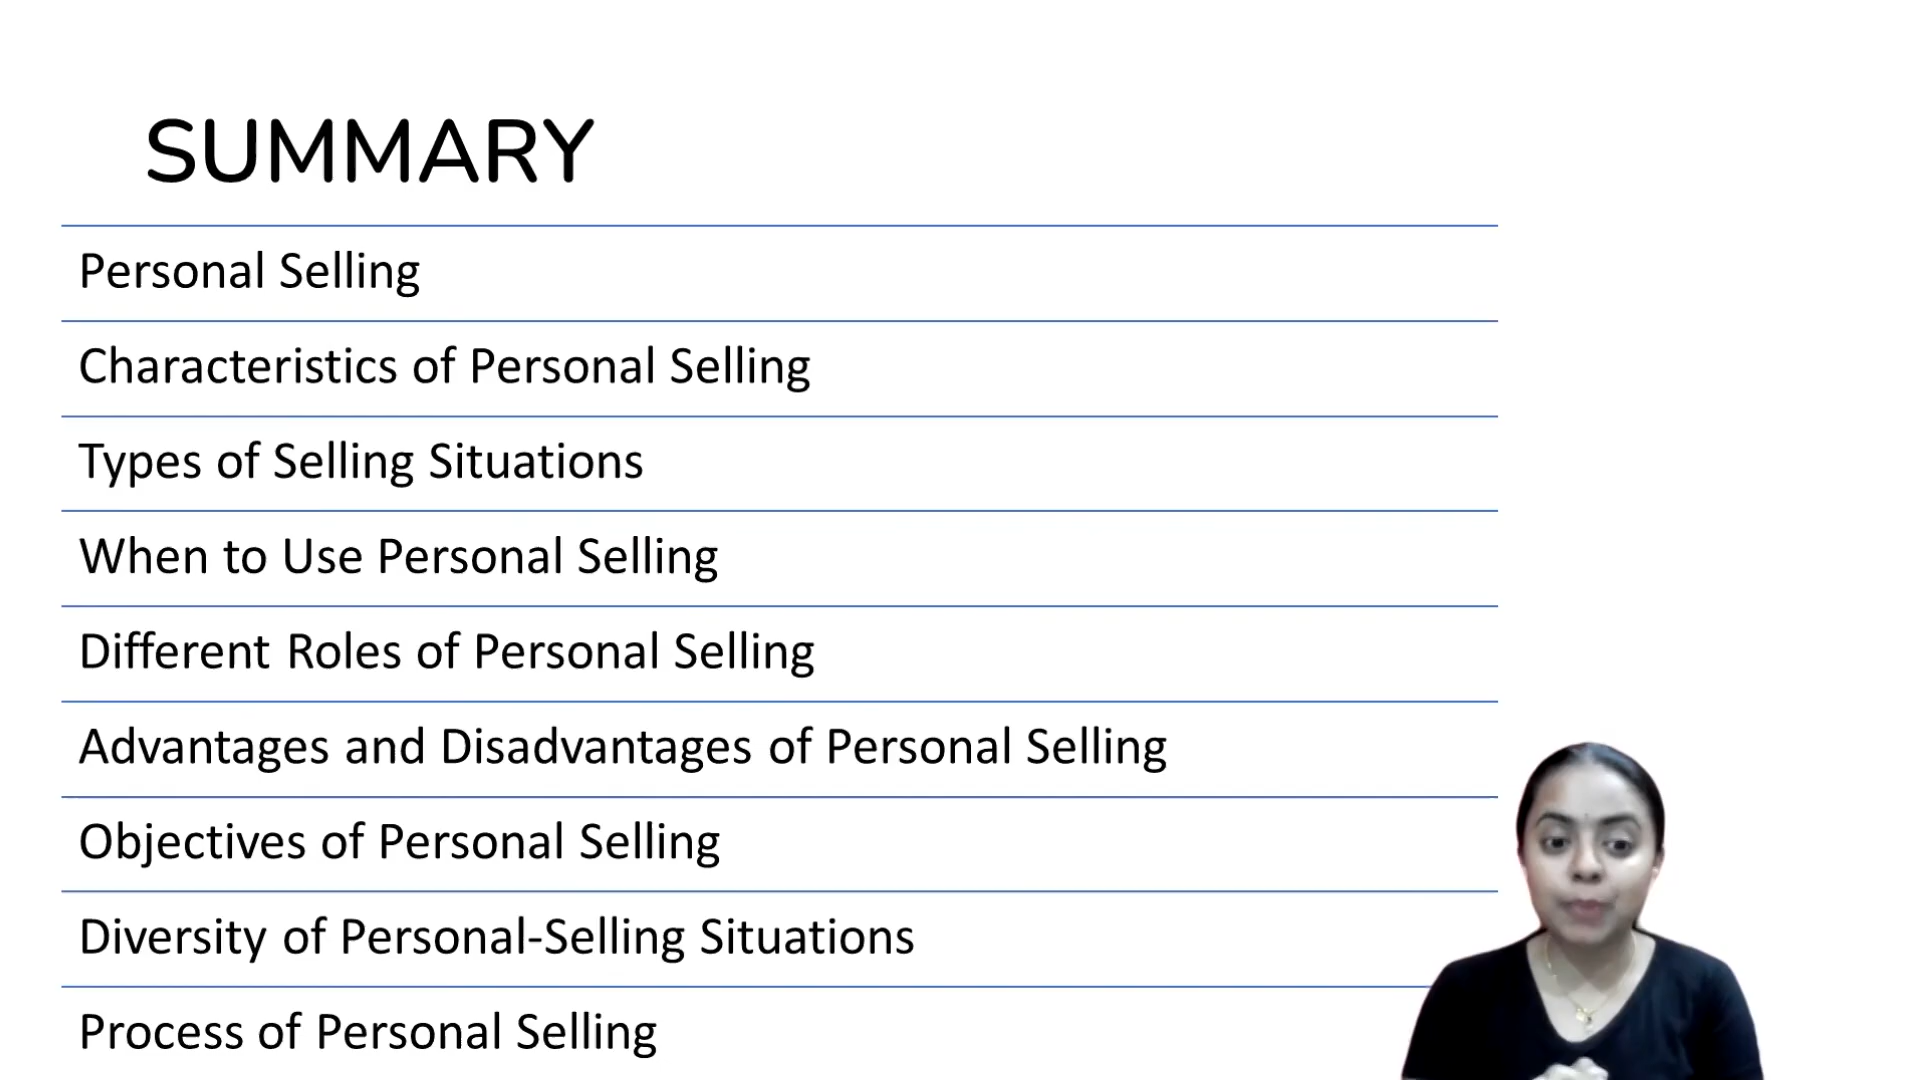 SUMMARY
Personal Selling
Characteristics of Personal Selling
Types of Selling Situations
When to Use Personal Selling
Different Roles of Personal Selling
Advantages and Disadvantages of Personal Selling
Objectives of Personal Selling
Diversity of Personal-Selling Situations
Process of Personal Selling